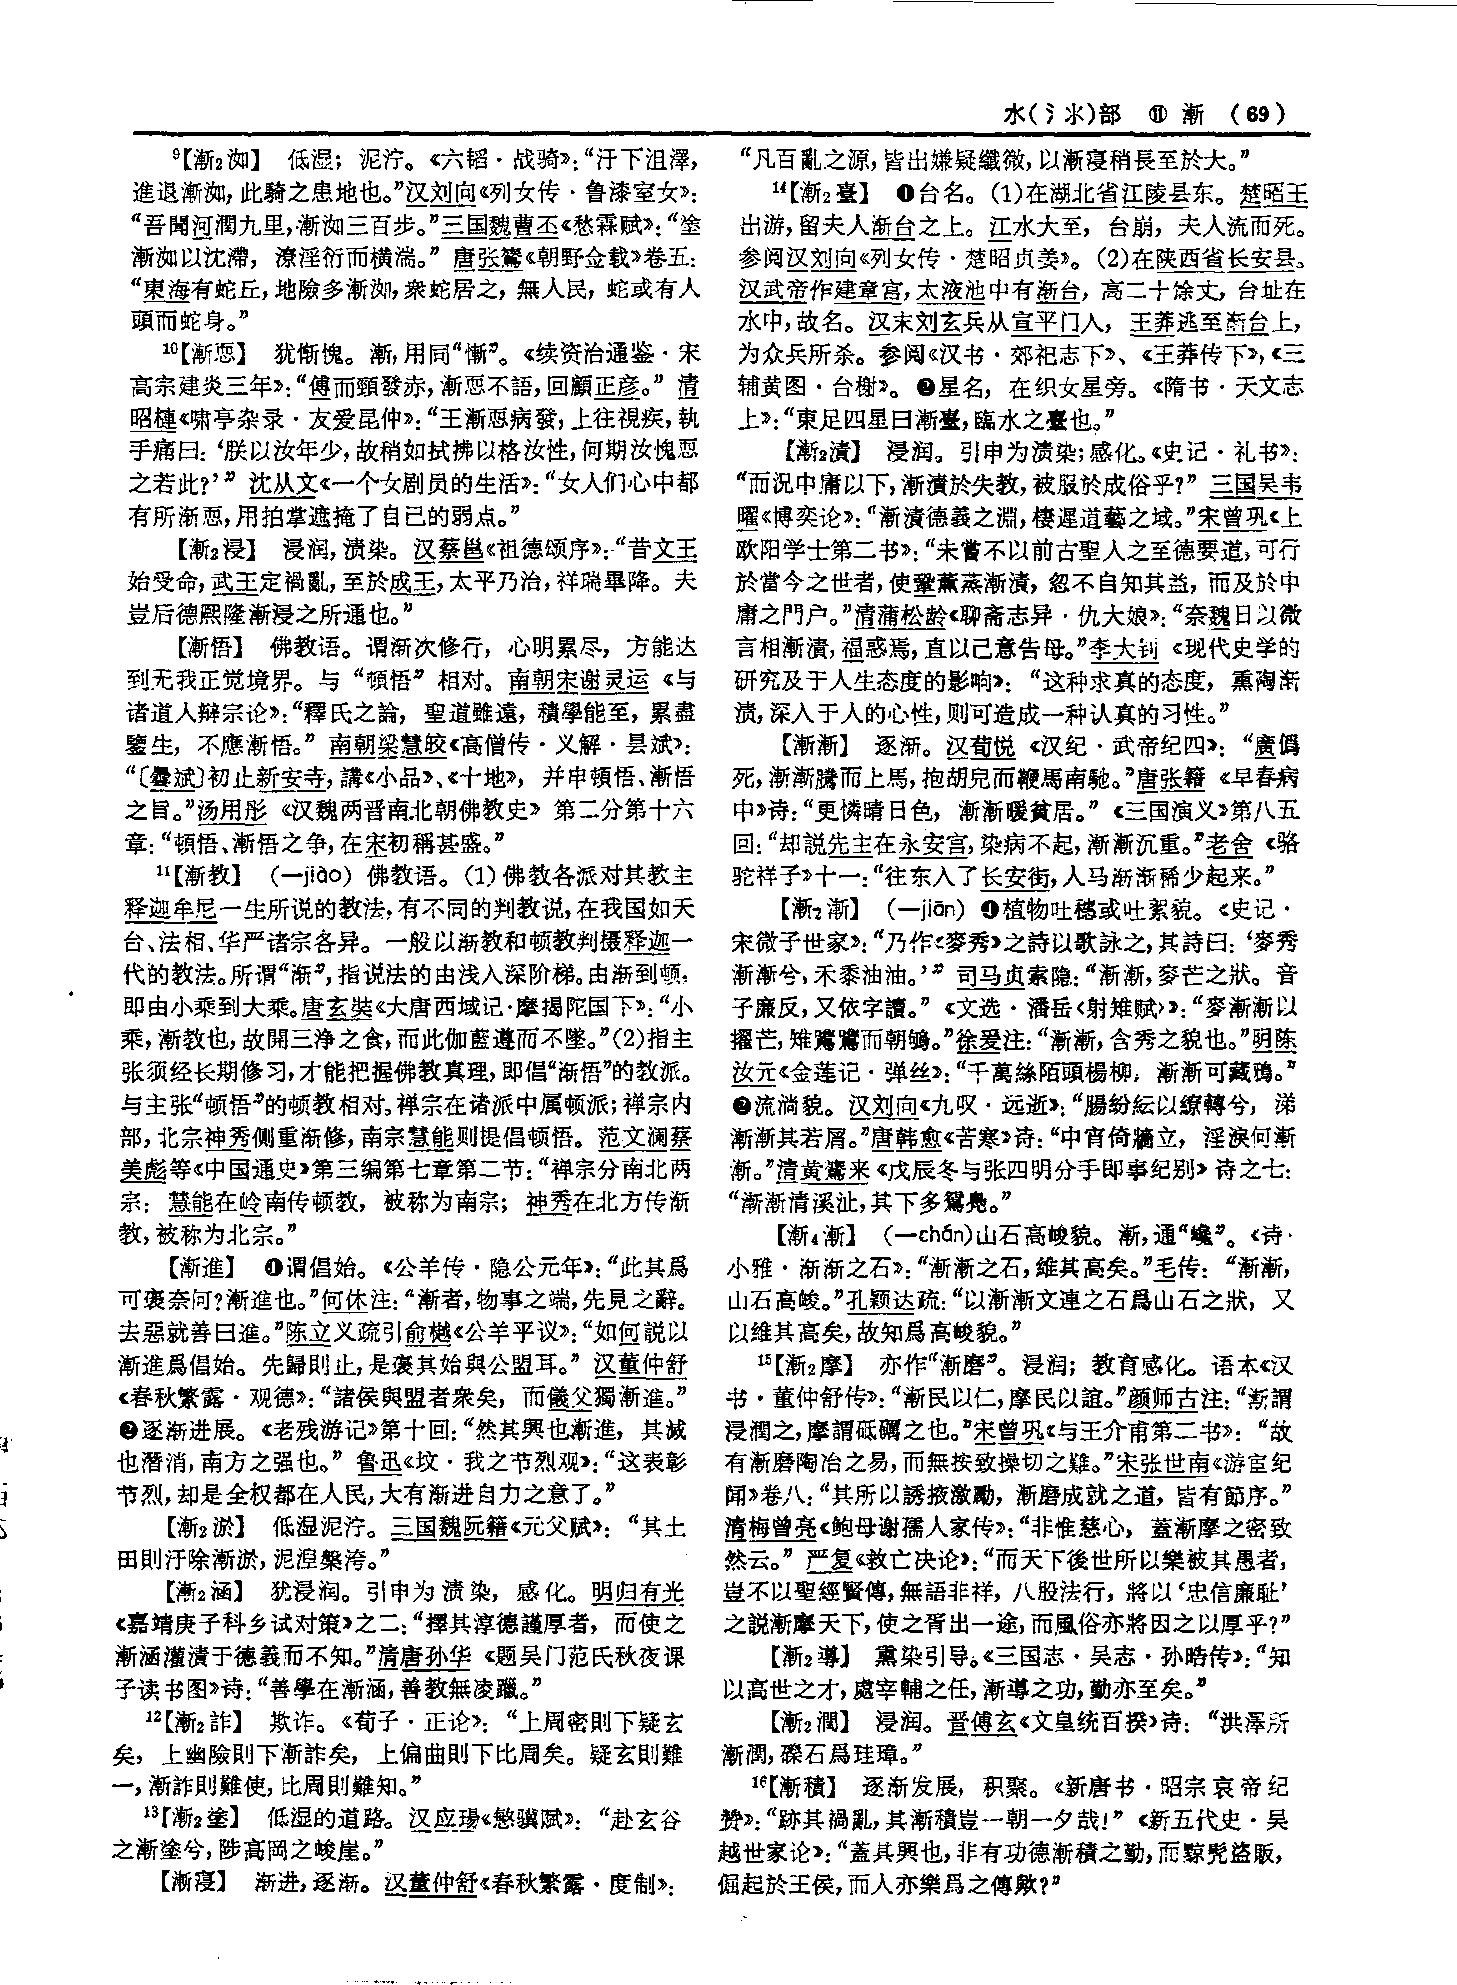 水(氵氺)部 ⑪ 漸 (69)
⁹【漸₂洳】 低湿；泥泞。《六韬·战骑》：“汙下沮澤，
進退漸洳，此騎之患地也。”汉刘向《列女传·鲁漆室女》：
“吾聞河潤九里，漸洳三百步。”三国魏曹丕《愁霖赋》：“塗
漸洳以沈滯，潦淫衍而横湍。”唐张鷟《朝野佥载》卷五：
“東海有蛇丘，地險多漸洳，衆蛇居之，無人民，蛇或有人
頭而蛇身。”
¹⁰【漸恧】 犹惭愧。漸，用同“慚”。《续资治通鉴·宋
高宗建炎三年》：“傅而頸發赤，漸恧不語，回顧正彦。”清
昭槤《啸亭杂录·友爱昆仲》：“王漸恧病發，上往視疾，執
手痛曰：‘朕以汝年少，故稍如拭拂以格汝性，何期汝愧恧
之若此？’”沈从文《一个女剧员的生活》：“女人们心中都
有所渐恧，用拍掌遮掩了自己的弱点。”
【漸₂浸】 浸润，渍染。汉蔡邕《祖德颂序》：“昔文王
始受命，武王定禍亂，至於成王，太平乃治，祥瑞畢降。夫
豈后德熙隆漸浸之所通也。”
【漸悟】 佛教语。谓渐次修行，心明累尽，方能达
到无我正觉境界。与“頓悟”相对。南朝宋谢灵运《与
诸道人辩宗论》：“釋氏之論，聖道雖遠，積學能至，累盡
鑒生，不應漸悟。”南朝梁慧皎《高僧传·义解·昙斌》：
“〔曇斌〕初止新安寺，講《小品》、《十地》，并申頓悟、漸悟
之旨。”汤用彤《汉魏两晋南北朝佛教史》第二分第十六
章：“頓悟、漸悟之争，在宋初稱甚盛。”
¹¹【漸教】 （—jiào）佛教语。(1)佛教各派对其教主
释迦牟尼一生所说的教法，有不同的判教说，在我国如天
台、法相、华严诸宗各异。一般以渐教和顿教判摄释迦一
代的教法。所谓“渐”，指说法的由浅入深阶梯。由渐到顿，
即由小乘到大乘。唐玄奘《大唐西域记·摩揭陀国下》：“小
乘，漸教也，故開三净之食，而此伽藍遵而不墜。”(2)指主
张须经长期修习，才能把握佛教真理，即倡“渐悟”的教派。
与主张“顿悟”的顿教相对。禅宗在诸派中属顿派；禅宗内
部，北宗神秀侧重渐修，南宗慧能则提倡顿悟。范文澜蔡
美彪等《中国通史》第三编第七章第二节：“禅宗分南北两
宗：慧能在岭南传顿教，被称为南宗；神秀在北方传渐
教，被称为北宗。”
【漸進】 ❶谓倡始。《公羊传·隐公元年》：“此其爲
可褒奈何？漸進也。”何休注：“漸者，物事之端，先見之辭。
去惡就善曰進。”陈立义疏引俞樾《公羊平议》：“如何説以
漸進爲倡始。先歸則止，是褒其始與公盟耳。”汉董仲舒
《春秋繁露·观德》：“諸侯與盟者衆矣，而儀父獨漸進。”
❷逐渐进展。《老残游记》第十回：“然其興也漸進，其滅
也潛消，南方之强也。”鲁迅《坟·我之节烈观》：“这表彰
节烈，却是全权都在人民，大有渐进自力之意了。”
【漸₂淤】 低湿泥泞。三国魏阮籍《元父赋》：“其土
田則汙除漸淤，泥涅槃洿。”
【漸₂涵】 犹浸润。引申为渍染，感化。明归有光
《嘉靖庚子科乡试对策》之二：“擇其淳德謹厚者，而使之
漸涵灌漬于德義而不知。”清唐孙华《题吴门范氏秋夜课
子读书图》诗：“善學在漸涵，善教無凌躐。”
¹²【漸₂詐】 欺诈。《荀子·正论》：“上周密則下疑玄
矣，上幽險則下漸詐矣，上偏曲則下比周矣。疑玄則難
一，漸詐則難使，比周則難知。”
¹³【漸₂塗】 低湿的道路。汉应玚《慜骥赋》：“赴玄谷
之漸塗兮，陟高岡之峻崖。”
【漸寖】 渐进，逐渐。汉董仲舒《春秋繁露·度制》：
“凡百亂之源，皆出嫌疑纖微，以漸寖稍長至於大。”
¹⁴【漸₂臺】 ❶台名。(1)在湖北省江陵县东。楚昭王
出游，留夫人渐台之上。江水大至，台崩，夫人流而死。
参阅汉刘向《列女传·楚昭贞姜》。(2)在陕西省长安县。
汉武帝作建章宫，太液池中有渐台，高二十馀丈，台址在
水中，故名。汉末刘玄兵从宣平门入，王莽逃至渐台上，
为众兵所杀。参阅《汉书·郊祀志下》、《王莽传下》，《三
辅黄图·台榭》。❷星名，在织女星旁。《隋书·天文志
上》：“東足四星曰漸臺，臨水之臺也。”
【漸₂漬】 浸润。引申为渍染；感化。《史记·礼书》：
“而況中庸以下，漸漬於失教，被服於成俗乎？”三国吴韦
曜《博奕论》：“漸漬德義之淵，棲遲道藝之域。”宋曾巩《上
欧阳学士第二书》：“未嘗不以前古聖人之至德要道，可行
於當今之世者，使鞏薰蒸漸漬，忽不自知其益，而及於中
庸之門户。”清蒲松龄《聊斋志异·仇大娘》：“奈魏日以微
言相漸漬，福惑焉，直以己意告母。”李大钊《现代史学的
研究及于人生态度的影响》：“这种求真的态度，熏陶渐
渍，深入于人的心性，则可造成一种认真的习性。”
【漸漸】 逐渐。汉荀悦《汉纪·武帝纪四》：“廣僞
死，漸漸騰而上馬，抱胡兒而鞭馬南馳。”唐张籍《早春病
中》诗：“更憐晴日色，漸漸暖貧居。”《三国演义》第八五
回：“却説先主在永安宫，染病不起，漸漸沉重。”老舍《骆
驼祥子》十一：“往东入了长安街，人马渐渐稀少起来。”
【漸₂漸】 （—jiān）❶植物吐穗或吐絮貌。《史记·
宋微子世家》：“乃作《麥秀》之詩以歌詠之，其詩曰：‘麥秀
漸漸兮，禾黍油油。’”司马贞索隐：“漸漸，麥芒之狀。音
子廉反，又依字讀。”《文选·潘岳〈射雉赋〉》：“麥漸漸以
擢芒，雉鷕鷕而朝鴝。”徐爰注：“漸漸，含秀之貌也。”明陈
汝元《金莲记·弹丝》：“千萬絲陌頭楊柳，漸漸可藏鴉。”
❷流淌貌。汉刘向《九叹·远逝》：“腸紛紜以繚轉兮，涕
漸漸其若屑。”唐韩愈《苦寒》诗：“中宵倚牆立，淫淚何漸
漸。”清黄鷟来《戊辰冬与张四明分手即事纪别》诗之七：
“漸漸清溪沚，其下多鴛鳧。”
【漸₄漸】 （—chán）山石高峻貌。漸，通“巉”。《诗·
小雅·渐渐之石》：“漸漸之石，維其高矣。”毛传：“漸漸，
山石高峻。”孔颖达疏：“以漸漸文連之石爲山石之狀，又
以維其高矣，故知爲高峻貌。”
¹⁵【漸₂摩】 亦作“漸磨”。浸润；教育感化。语本《汉
书·董仲舒传》：“漸民以仁，摩民以誼。”颜师古注：“漸謂
浸潤之，摩謂砥礪之也。”宋曾巩《与王介甫第二书》：“故
有漸磨陶冶之易，而無按致操切之難。”宋张世南《游宦纪
闻》卷八：“其所以誘掖激勵，漸磨成就之道，皆有節序。”
清梅曾亮《鲍母谢孺人家传》：“非惟慈心，蓋漸摩之密致
然云。”严复《救亡决论》：“而天下後世所以樂被其愚者，
豈不以聖經賢傳，無語非祥，八股法行，將以‘忠信廉耻’
之説漸摩天下，使之胥出一途，而風俗亦將因之以厚乎？”
【漸₂導】 熏染引导。《三国志·吴志·孙晧传》：“知
以高世之才，處宰輔之任，漸導之功，勤亦至矣。”
【漸₂潤】 浸润。晋傅玄《文皇统百揆》诗：“洪澤所
漸潤，礫石爲珪璋。”
¹⁶【漸積】 逐渐发展，积聚。《新唐书·昭宗哀帝纪
赞》：“跡其禍亂，其漸積豈一朝一夕哉！”《新五代史·吴
越世家论》：“蓋其興也，非有功德漸積之勤，而黥髡盜販，
倔起於王侯，而人亦樂爲之傳歟？”